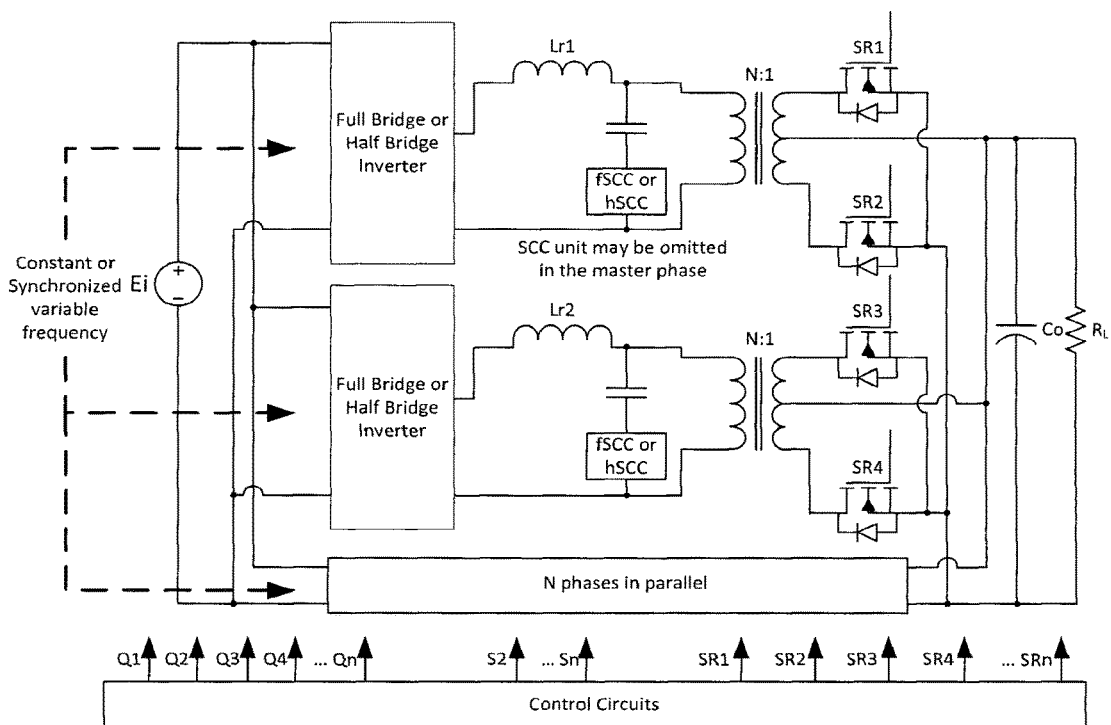 Lr1
SR1
N:1
Full Bridge or
Half Bridge
Inverter
fSCC or
hSCC
SR2
SCC unit may be omitted
in the master phase
Constant or
Synchronized
variable
frequency
Ei
+
−
Lr2
SR3
N:1
Co
RL
Full Bridge or
Half Bridge
Inverter
fSCC or
hSCC
SR4
N phases in parallel
Q1 Q2 Q3 Q4 ... Qn S2 ... Sn SR1 SR2 SR3 SR4 ... SRn
Control Circuits